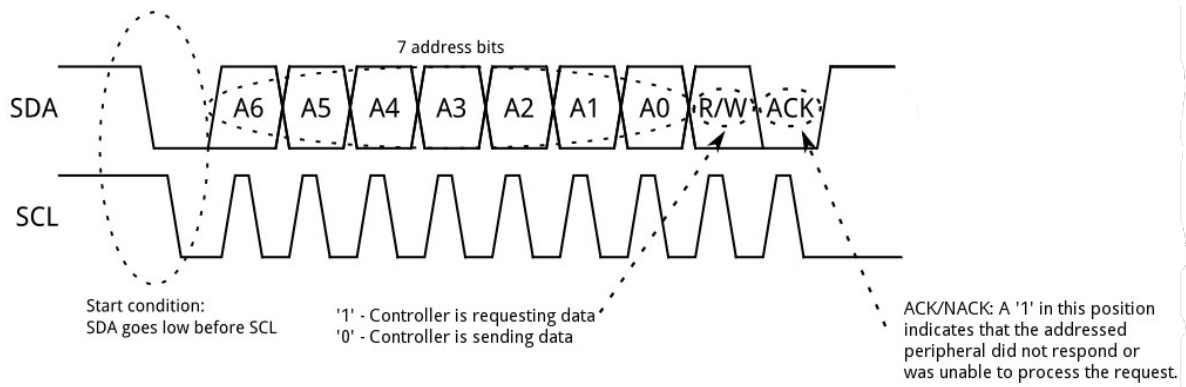 7 address bits
SDA
A6 A5 A4 A3 A2 A1 A0 R/W ACK
SCL
Start condition:
SDA goes low before SCL
'1' - Controller is requesting data
'0' - Controller is sending data
ACK/NACK: A '1' in this position
indicates that the addressed
peripheral did not respond or
was unable to process the request.